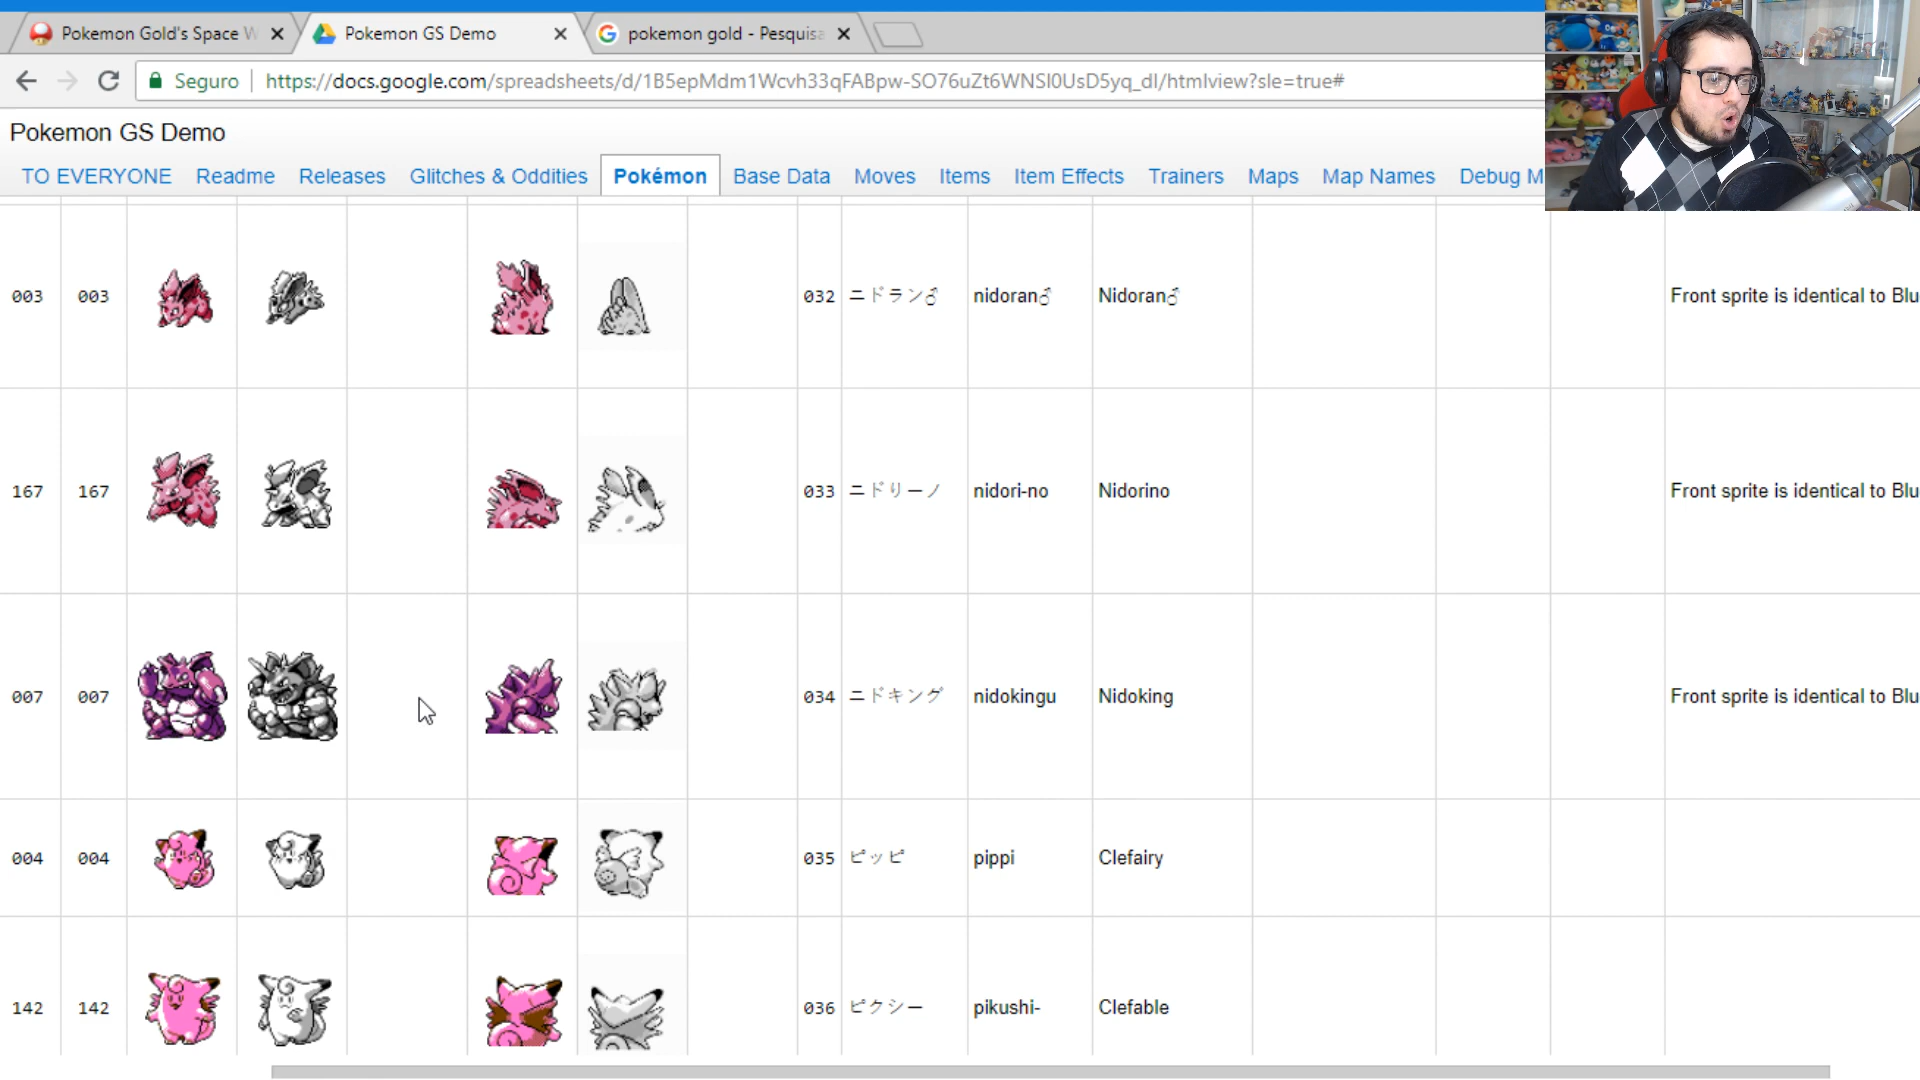 Pokemon Gold's Space W
Pokemon GS Demo
pokemon gold - Pesquisa
Seguro
https://docs.google.com/spreadsheets/d/1B5epMdm1Wcvh33qFABpw-SO76uZt6WNSl0UsD5yq_dl/htmlview?sle=true#
Pokemon GS Demo
TO EVERYONE Readme Releases Glitches & Oddities Pokémon Base Data Moves Items Item Effects Trainers Maps Map Names Debug M
003 003 032 ニドラン♂ nidoran♂ Nidoran♂ Front sprite is identical to Blu
167 167 033 ニドリーノ nidori-no Nidorino Front sprite is identical to Blu
007 007 034 ニドキング nidokingu Nidoking Front sprite is identical to Blu
004 004 035 ピッピ pippi Clefairy
142 142 036 ピクシー pikushi- Clefable